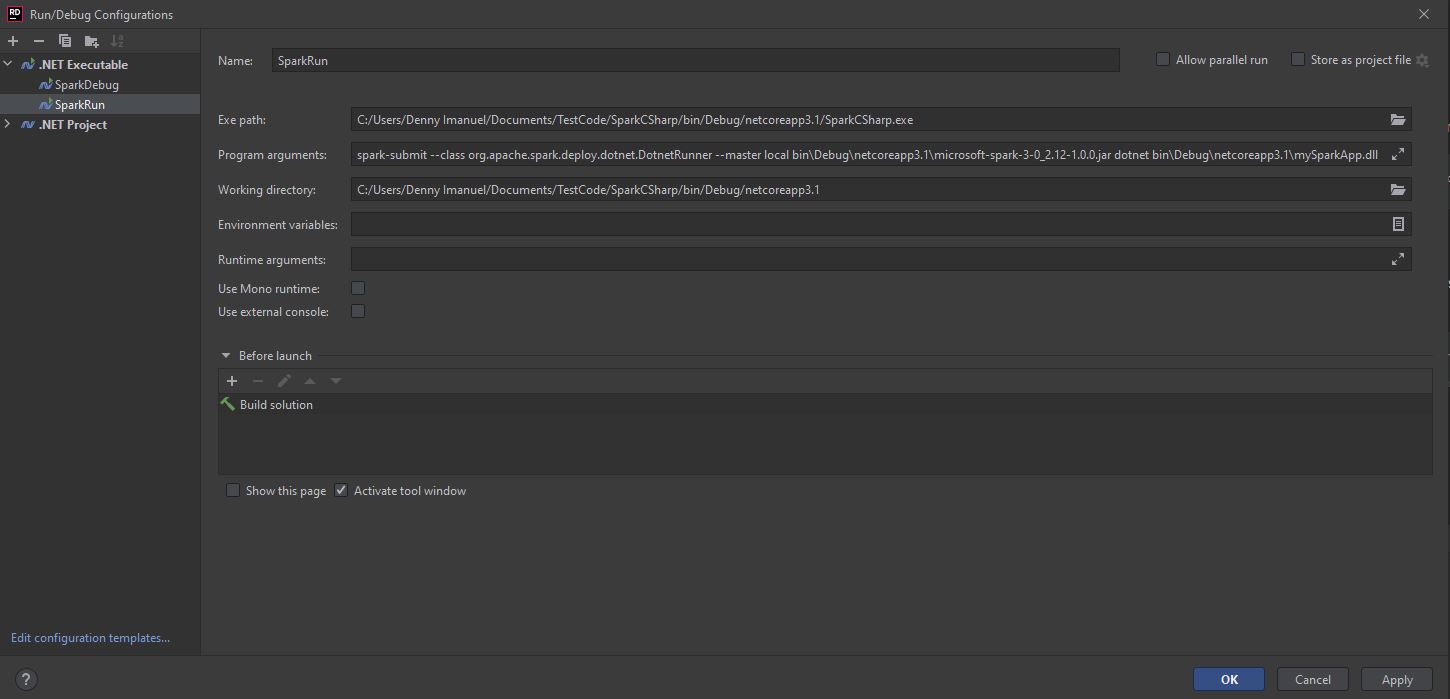 RD Run/Debug Configurations
.NET Executable
SparkDebug
SparkRun
.NET Project
Edit configuration templates...
Name: SparkRun Allow parallel run Store as project file
Exe path: C:/Users/Denny Imanuel/Documents/TestCode/SparkCSharp/bin/Debug/netcoreapp3.1/SparkCSharp.exe
Program arguments: spark-submit --class org.apache.spark.deploy.dotnet.DotnetRunner --master local bin\Debug\netcoreapp3.1\microsoft-spark-3-0_2.12-1.0.0.jar dotnet bin\Debug\netcoreapp3.1\mySparkApp.dll
Working directory: C:/Users/Denny Imanuel/Documents/TestCode/SparkCSharp/bin/Debug/netcoreapp3.1
Environment variables:
Runtime arguments:
Use Mono runtime:
Use external console:
Before launch
Build solution
Show this page Activate tool window
? OK Cancel Apply